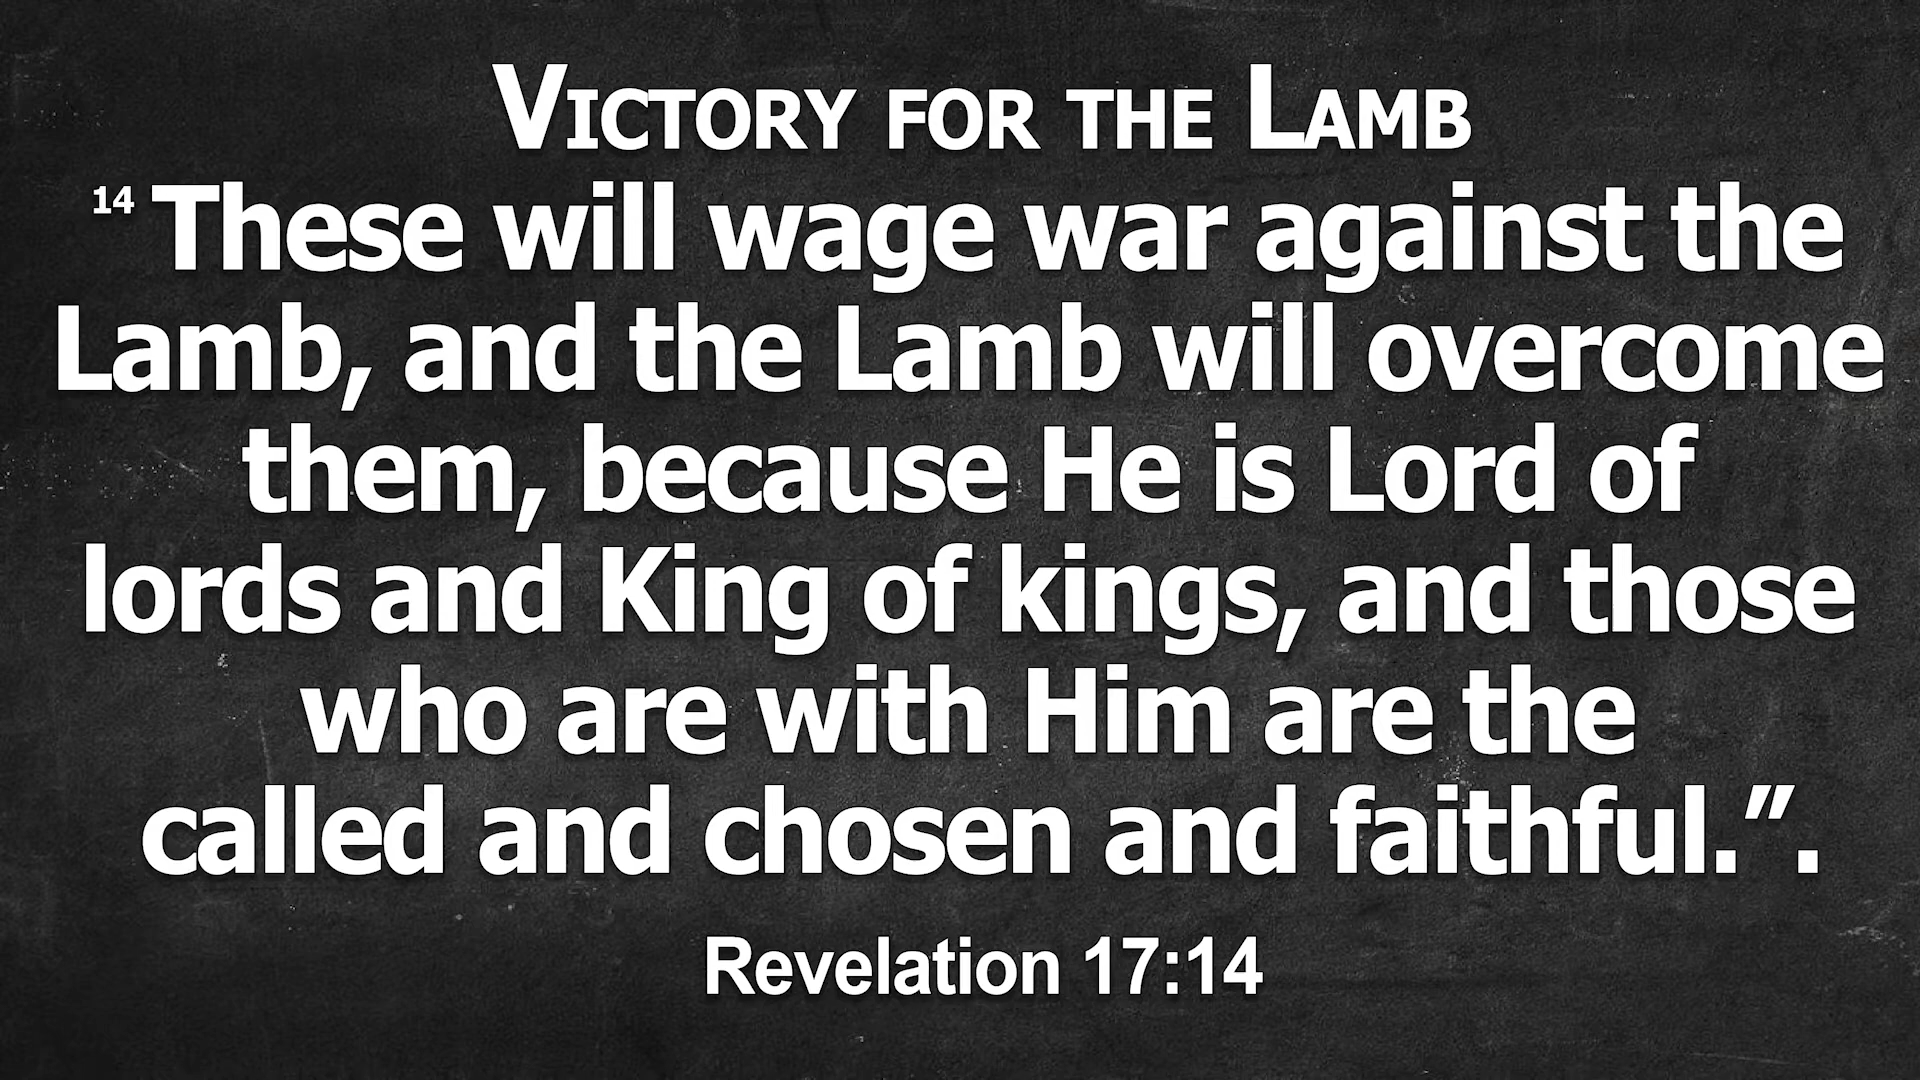 Victory for the Lamb
14 These will wage war against the
Lamb, and the Lamb will overcome
them, because He is Lord of
lords and King of kings, and those
who are with Him are the
called and chosen and faithful.”.
Revelation 17:14